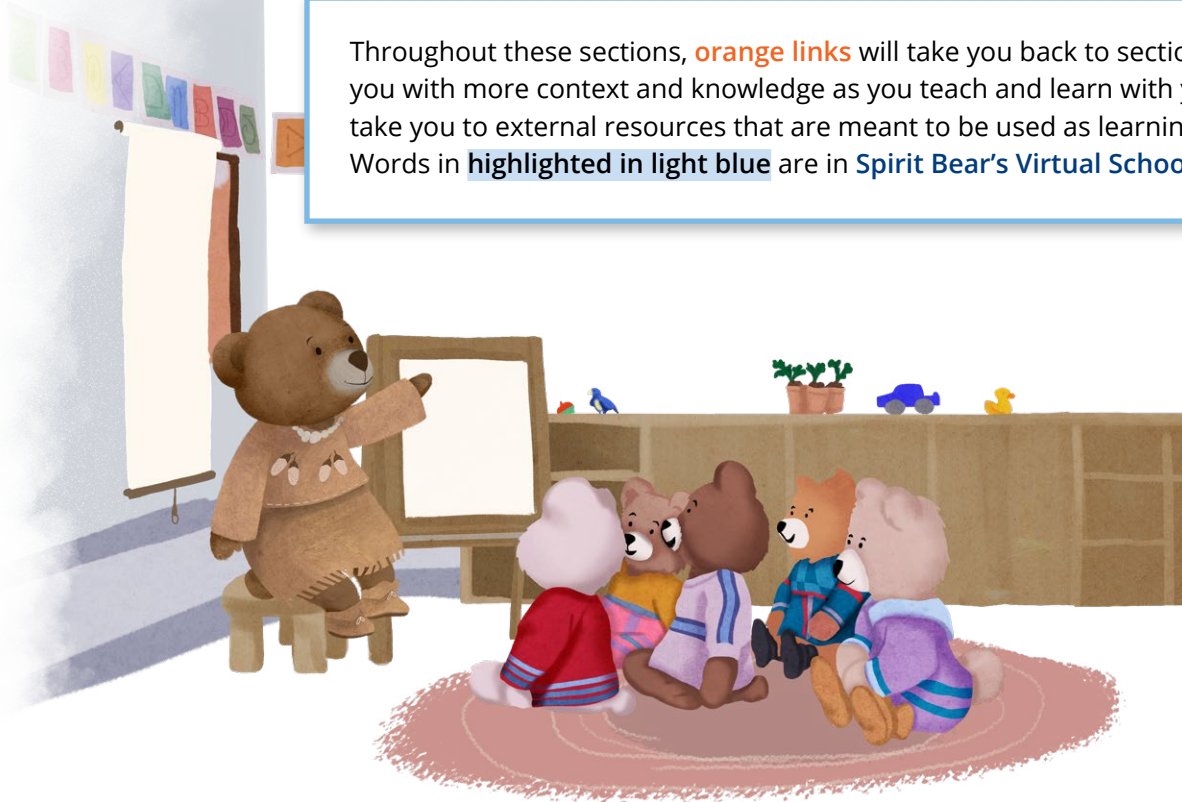 Throughout these sections, orange links will take you back to sectio
you with more context and knowledge as you teach and learn with
take you to external resources that are meant to be used as learnin
Words in highlighted in light blue are in Spirit Bear’s Virtual Schoo